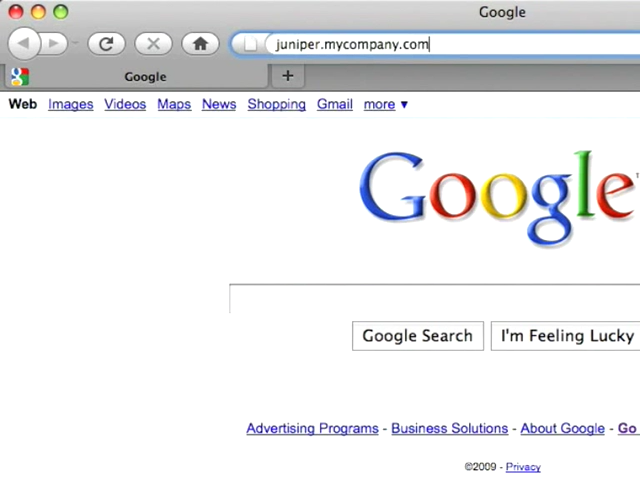 Google
juniper.mycompany.com
Google
Web Images Videos Maps News Shopping Gmail more ▼
Google
Google Search I'm Feeling Lucky
Advertising Programs - Business Solutions - About Google - Go
©2009 - Privacy